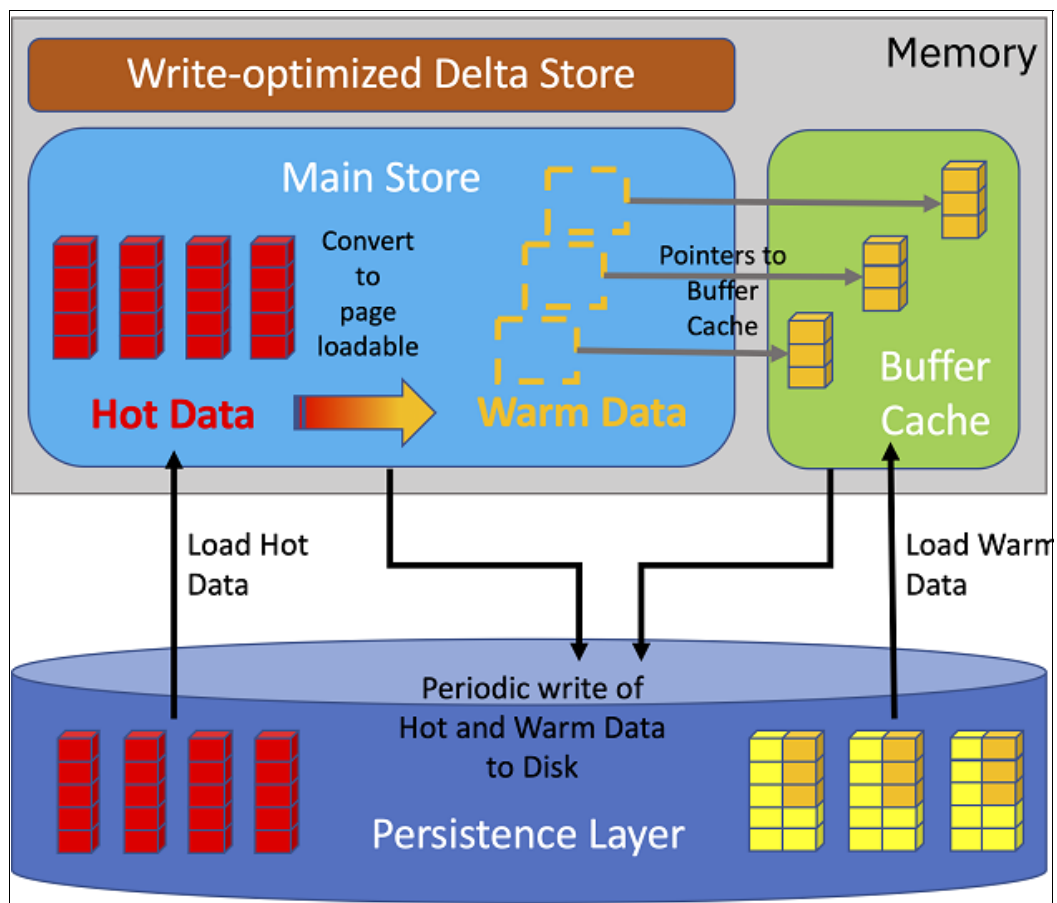 Memory
Write-optimized Delta Store
Main Store
Convert
to
page
loadable
Pointers to
Buffer
Cache
Hot Data
Warm Data
Buffer
Cache
Load Hot
Data
Load Warm
Data
Periodic write of
Hot and Warm Data
to Disk
Persistence Layer